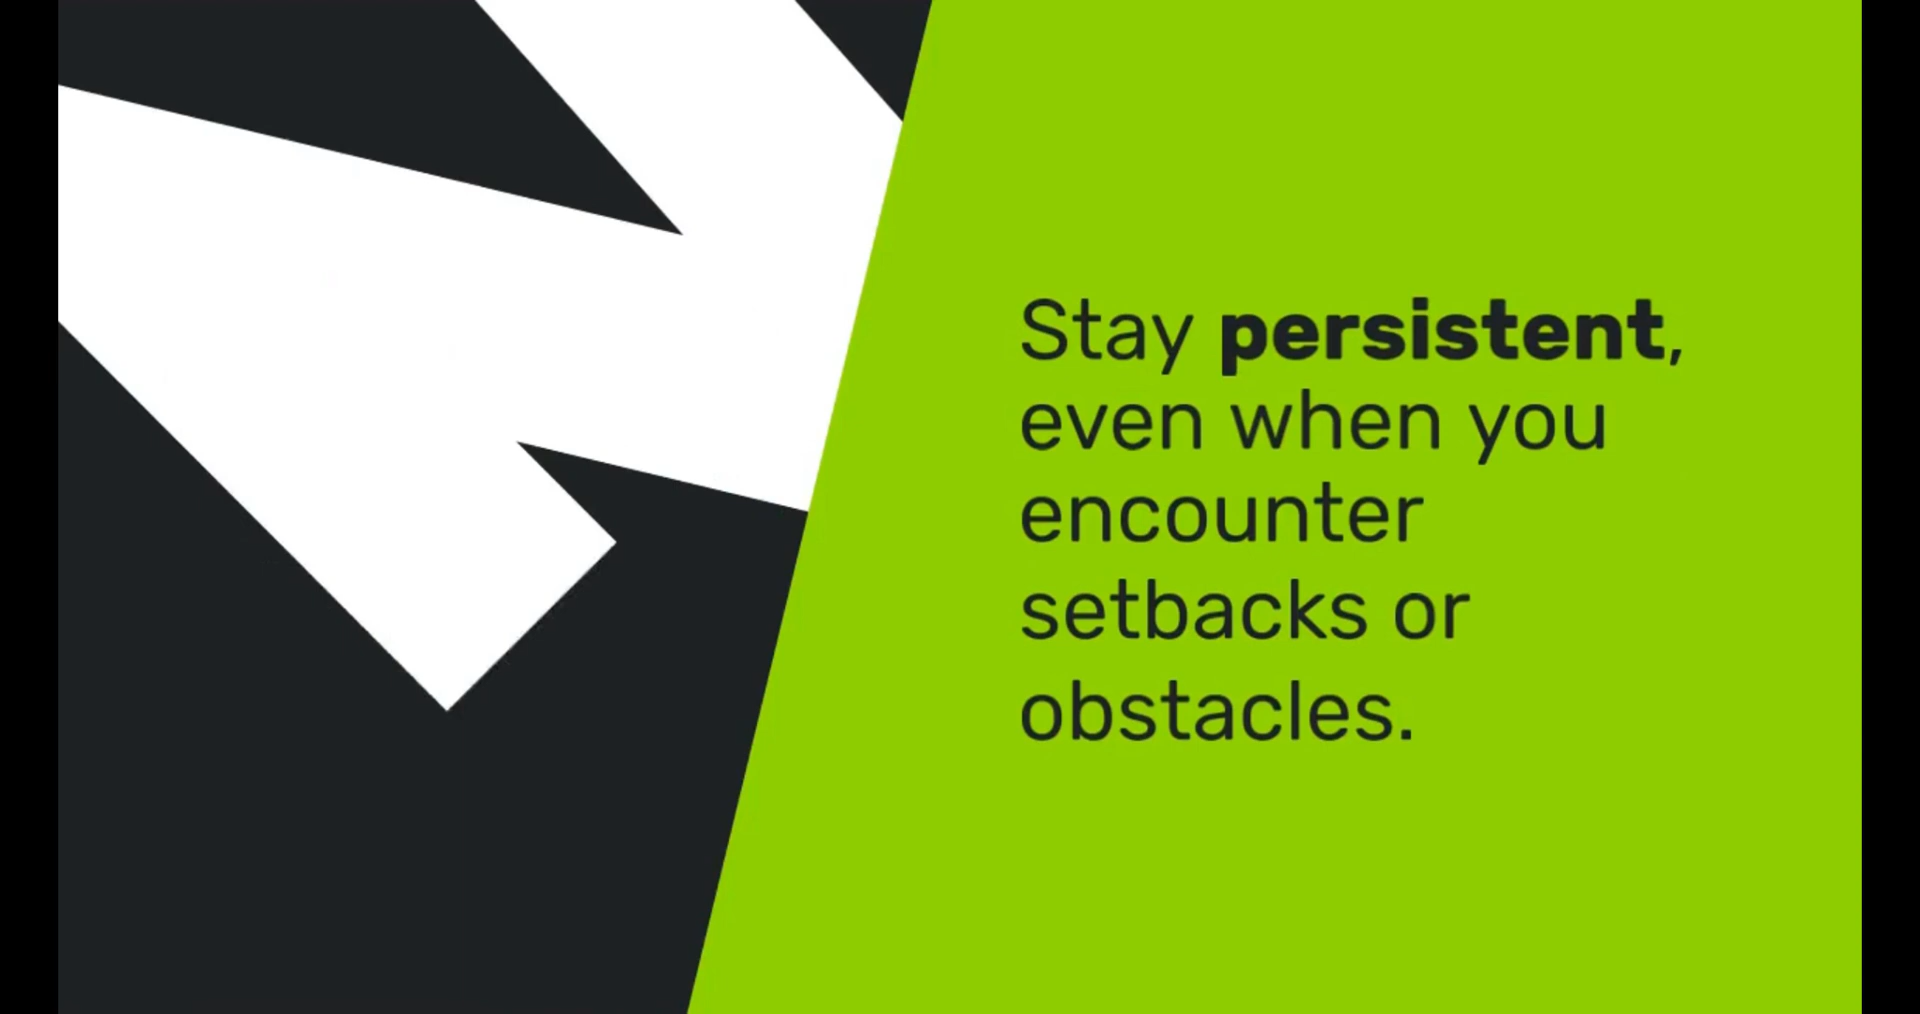 Stay persistent,
even when you
encounter
setbacks or
obstacles.